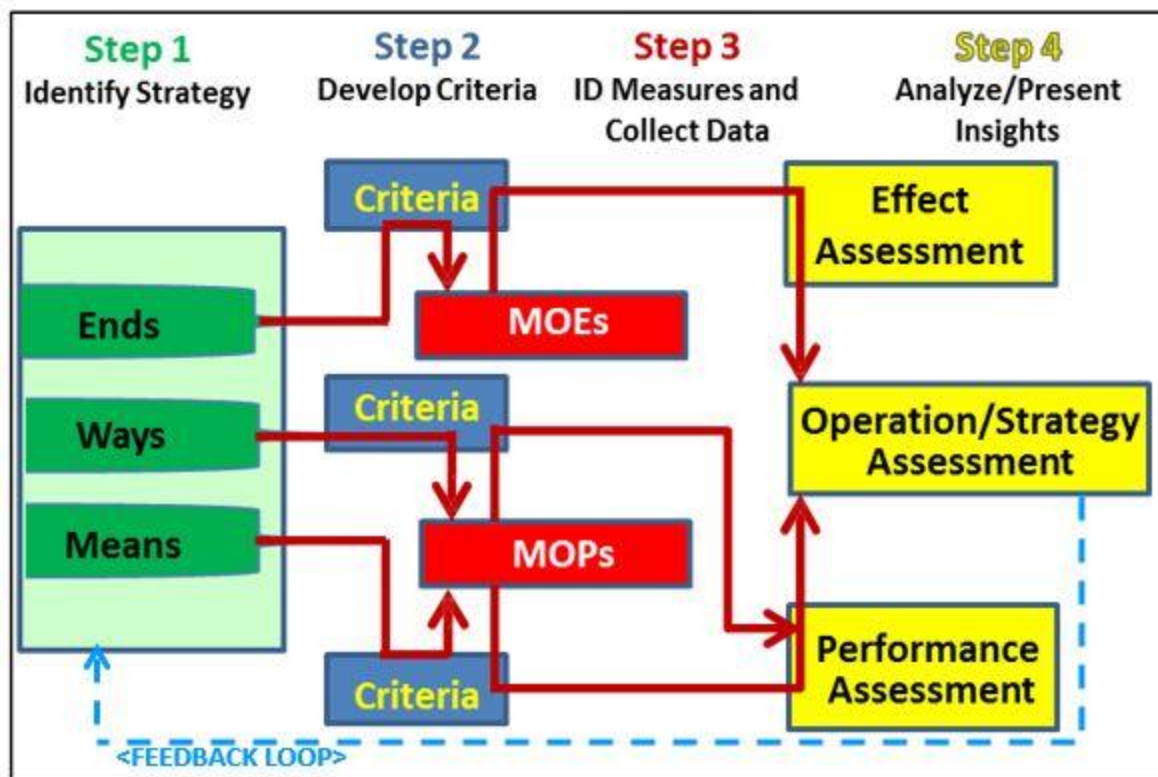 Step 1
Identify Strategy
Step 2
Develop Criteria
Step 3
ID Measures and
Collect Data
Step 4
Analyze/Present
Insights
Criteria
Effect
Assessment
Ends
MOEs
Criteria
Ways
Operation/Strategy
Assessment
Means
MOPs
Criteria
Performance
Assessment
<FEEDBACK LOOP>